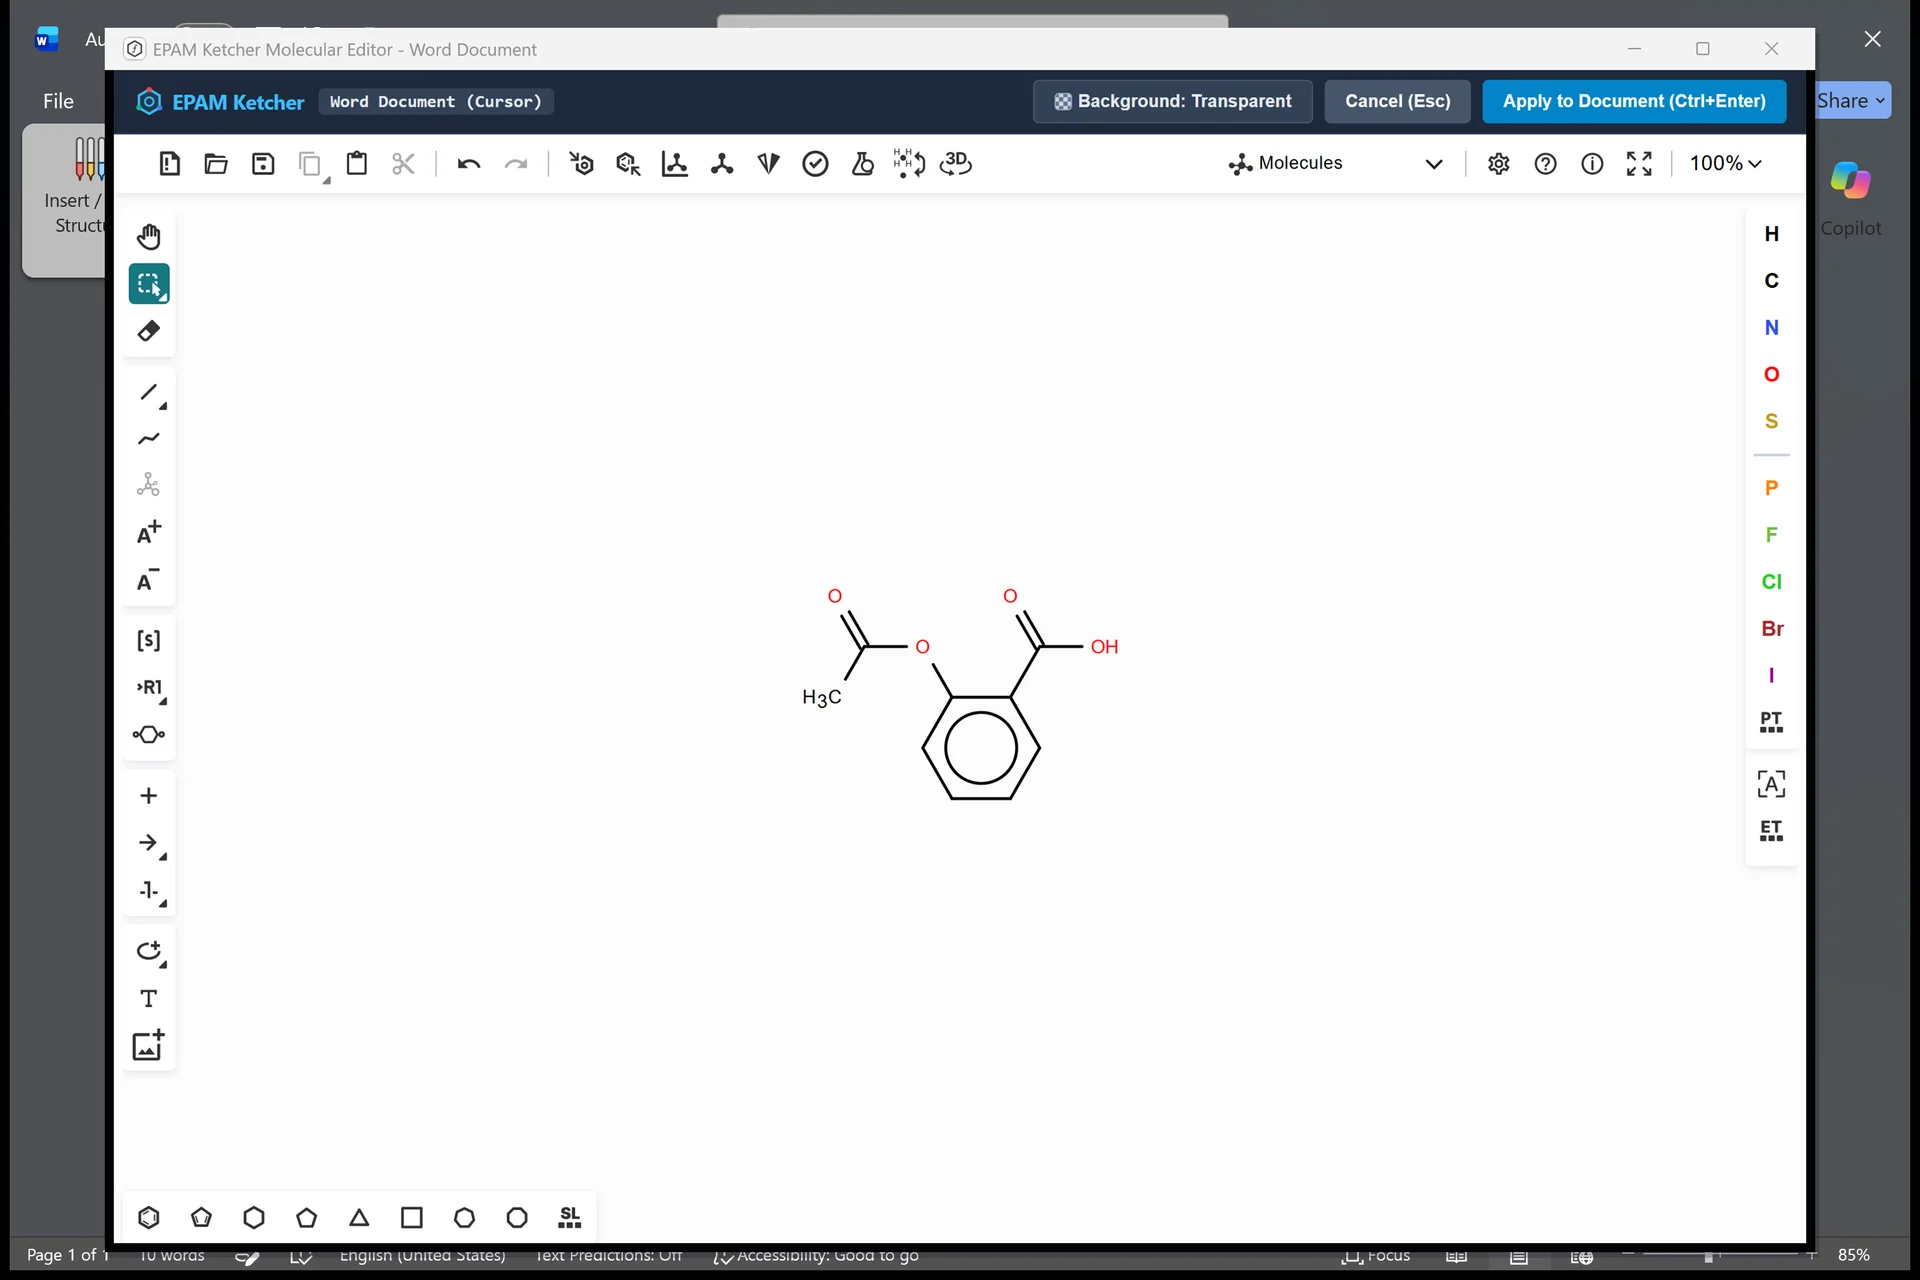 EPAM Ketcher Molecular Editor - Word Document
File
EPAM Ketcher
Word Document (Cursor)
Background: Transparent
Cancel (Esc)
Apply to Document (Ctrl+Enter)
Share
Insert /
Copilot
3D
Molecules
100%
H
C
N
O
S
P
F
Cl
Br
I
PT
A
ET
A+
A-
[s]
>R1
T
O
O
O
OH
H3C
SL
Page 1 of 1
10 words
English (United States)
Text Predictions: Off
Accessibility: Good to go
Focus
85%